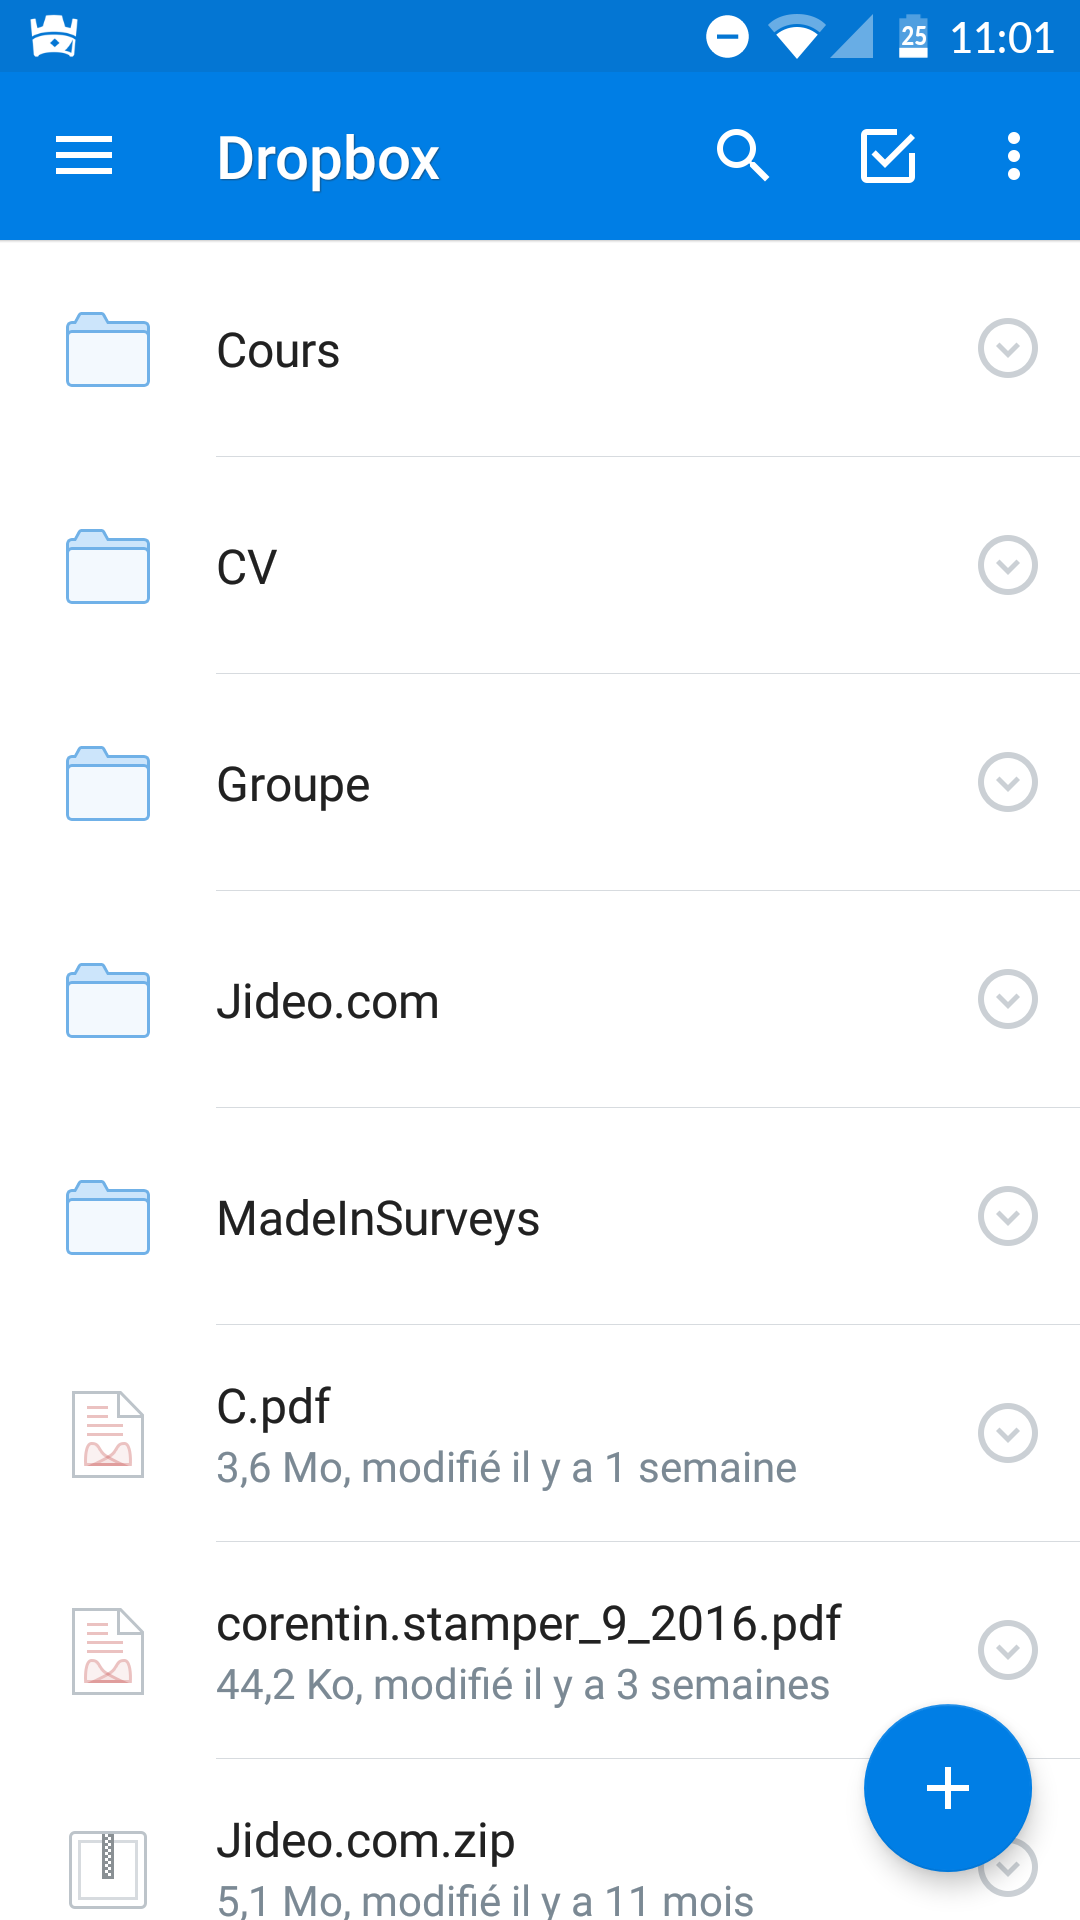 25 11:01
Dropbox
Cours
CV
Groupe
Jideo.com
MadeInSurveys
C.pdf
3,6 Mo, modifié il y a 1 semaine
corentin.stamper_9_2016.pdf
44,2 Ko, modifié il y a 3 semaines
Jideo.com.zip
5,1 Mo, modifié il y a 11 mois